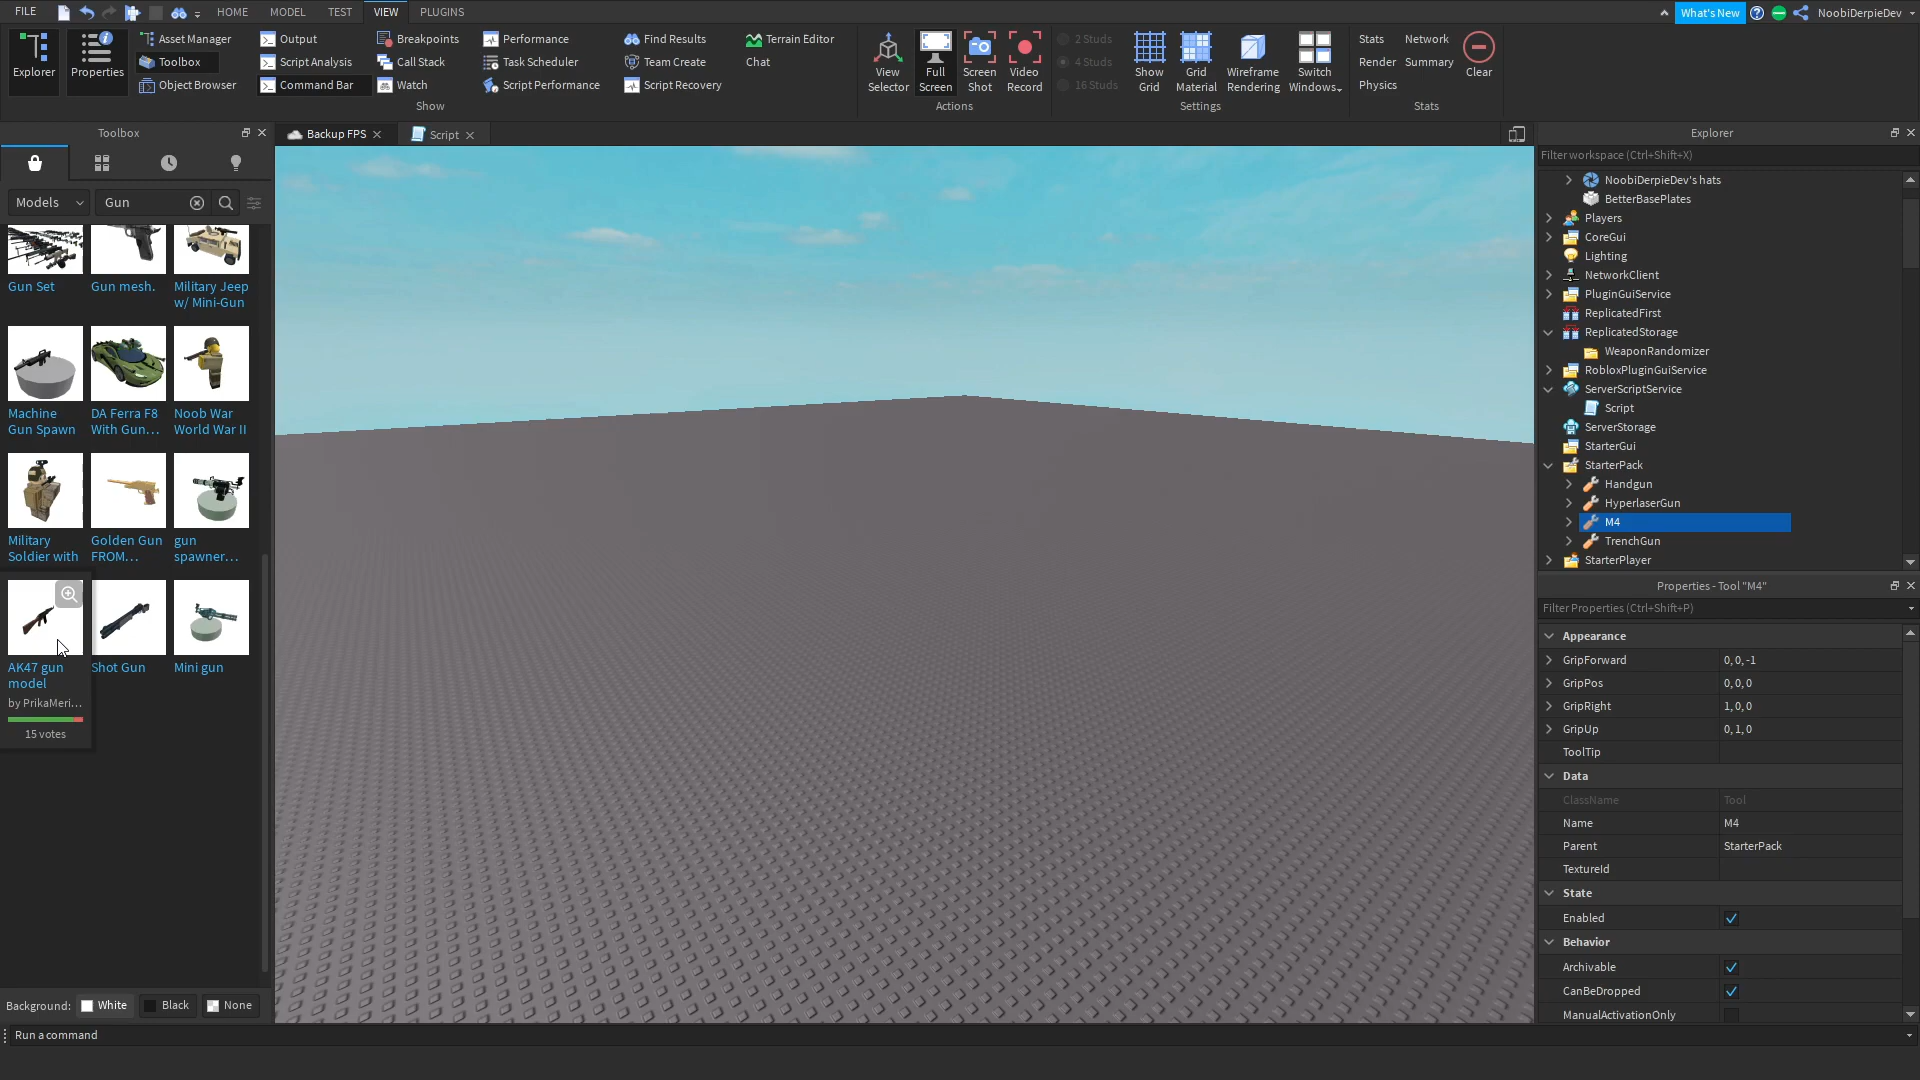 FILE HOME MODEL TEST VIEW PLUGINS What's New NoobiDerpieDev
Explorer
Properties
Asset Manager
Toolbox
Object Browser
Output
Script Analysis
Command Bar
Breakpoints
Call Stack
Watch
Performance
Task Scheduler
Script Performance
Find Results
Team Create
Script Recovery
Terrain Editor
Chat
Show
View Selector
Full Screen
Screen Shot
Video Record
Actions
2 Studs
4 Studs
16 Studs
Show Grid
Grid Material
Wireframe Rendering
Switch Windows
Settings
Stats Network
Render Summary
Physics
Clear
Stats
Toolbox
Models Gun
Gun Set
Gun mesh.
Military Jeep w/ Mini-Gun
Machine Gun Spawn
DA Ferra F8 With Gun...
Noob War World War II
Military Soldier with
Golden Gun FROM...
gun spawner...
AK47 gun model
by PrikaMeri...
15 votes
Shot Gun
Mini gun
Background: White Black None
Run a command
Backup FPS Script
Explorer
Filter workspace (Ctrl+Shift+X)
NoobiDerpieDev's hats
BetterBasePlates
Players
CoreGui
Lighting
NetworkClient
PluginGuiService
ReplicatedFirst
ReplicatedStorage
WeaponRandomizer
RobloxPluginGuiService
ServerScriptService
Script
ServerStorage
StarterGui
StarterPack
Handgun
HyperlaserGun
M4
TrenchGun
StarterPlayer
Properties - Tool "M4"
Filter Properties (Ctrl+Shift+P)
Appearance
GripForward 0, 0, -1
GripPos 0, 0, 0
GripRight 1, 0, 0
GripUp 0, 1, 0
ToolTip
Data
ClassName Tool
Name M4
Parent StarterPack
TextureId
State
Enabled
Behavior
Archivable
CanBeDropped
ManualActivationOnly